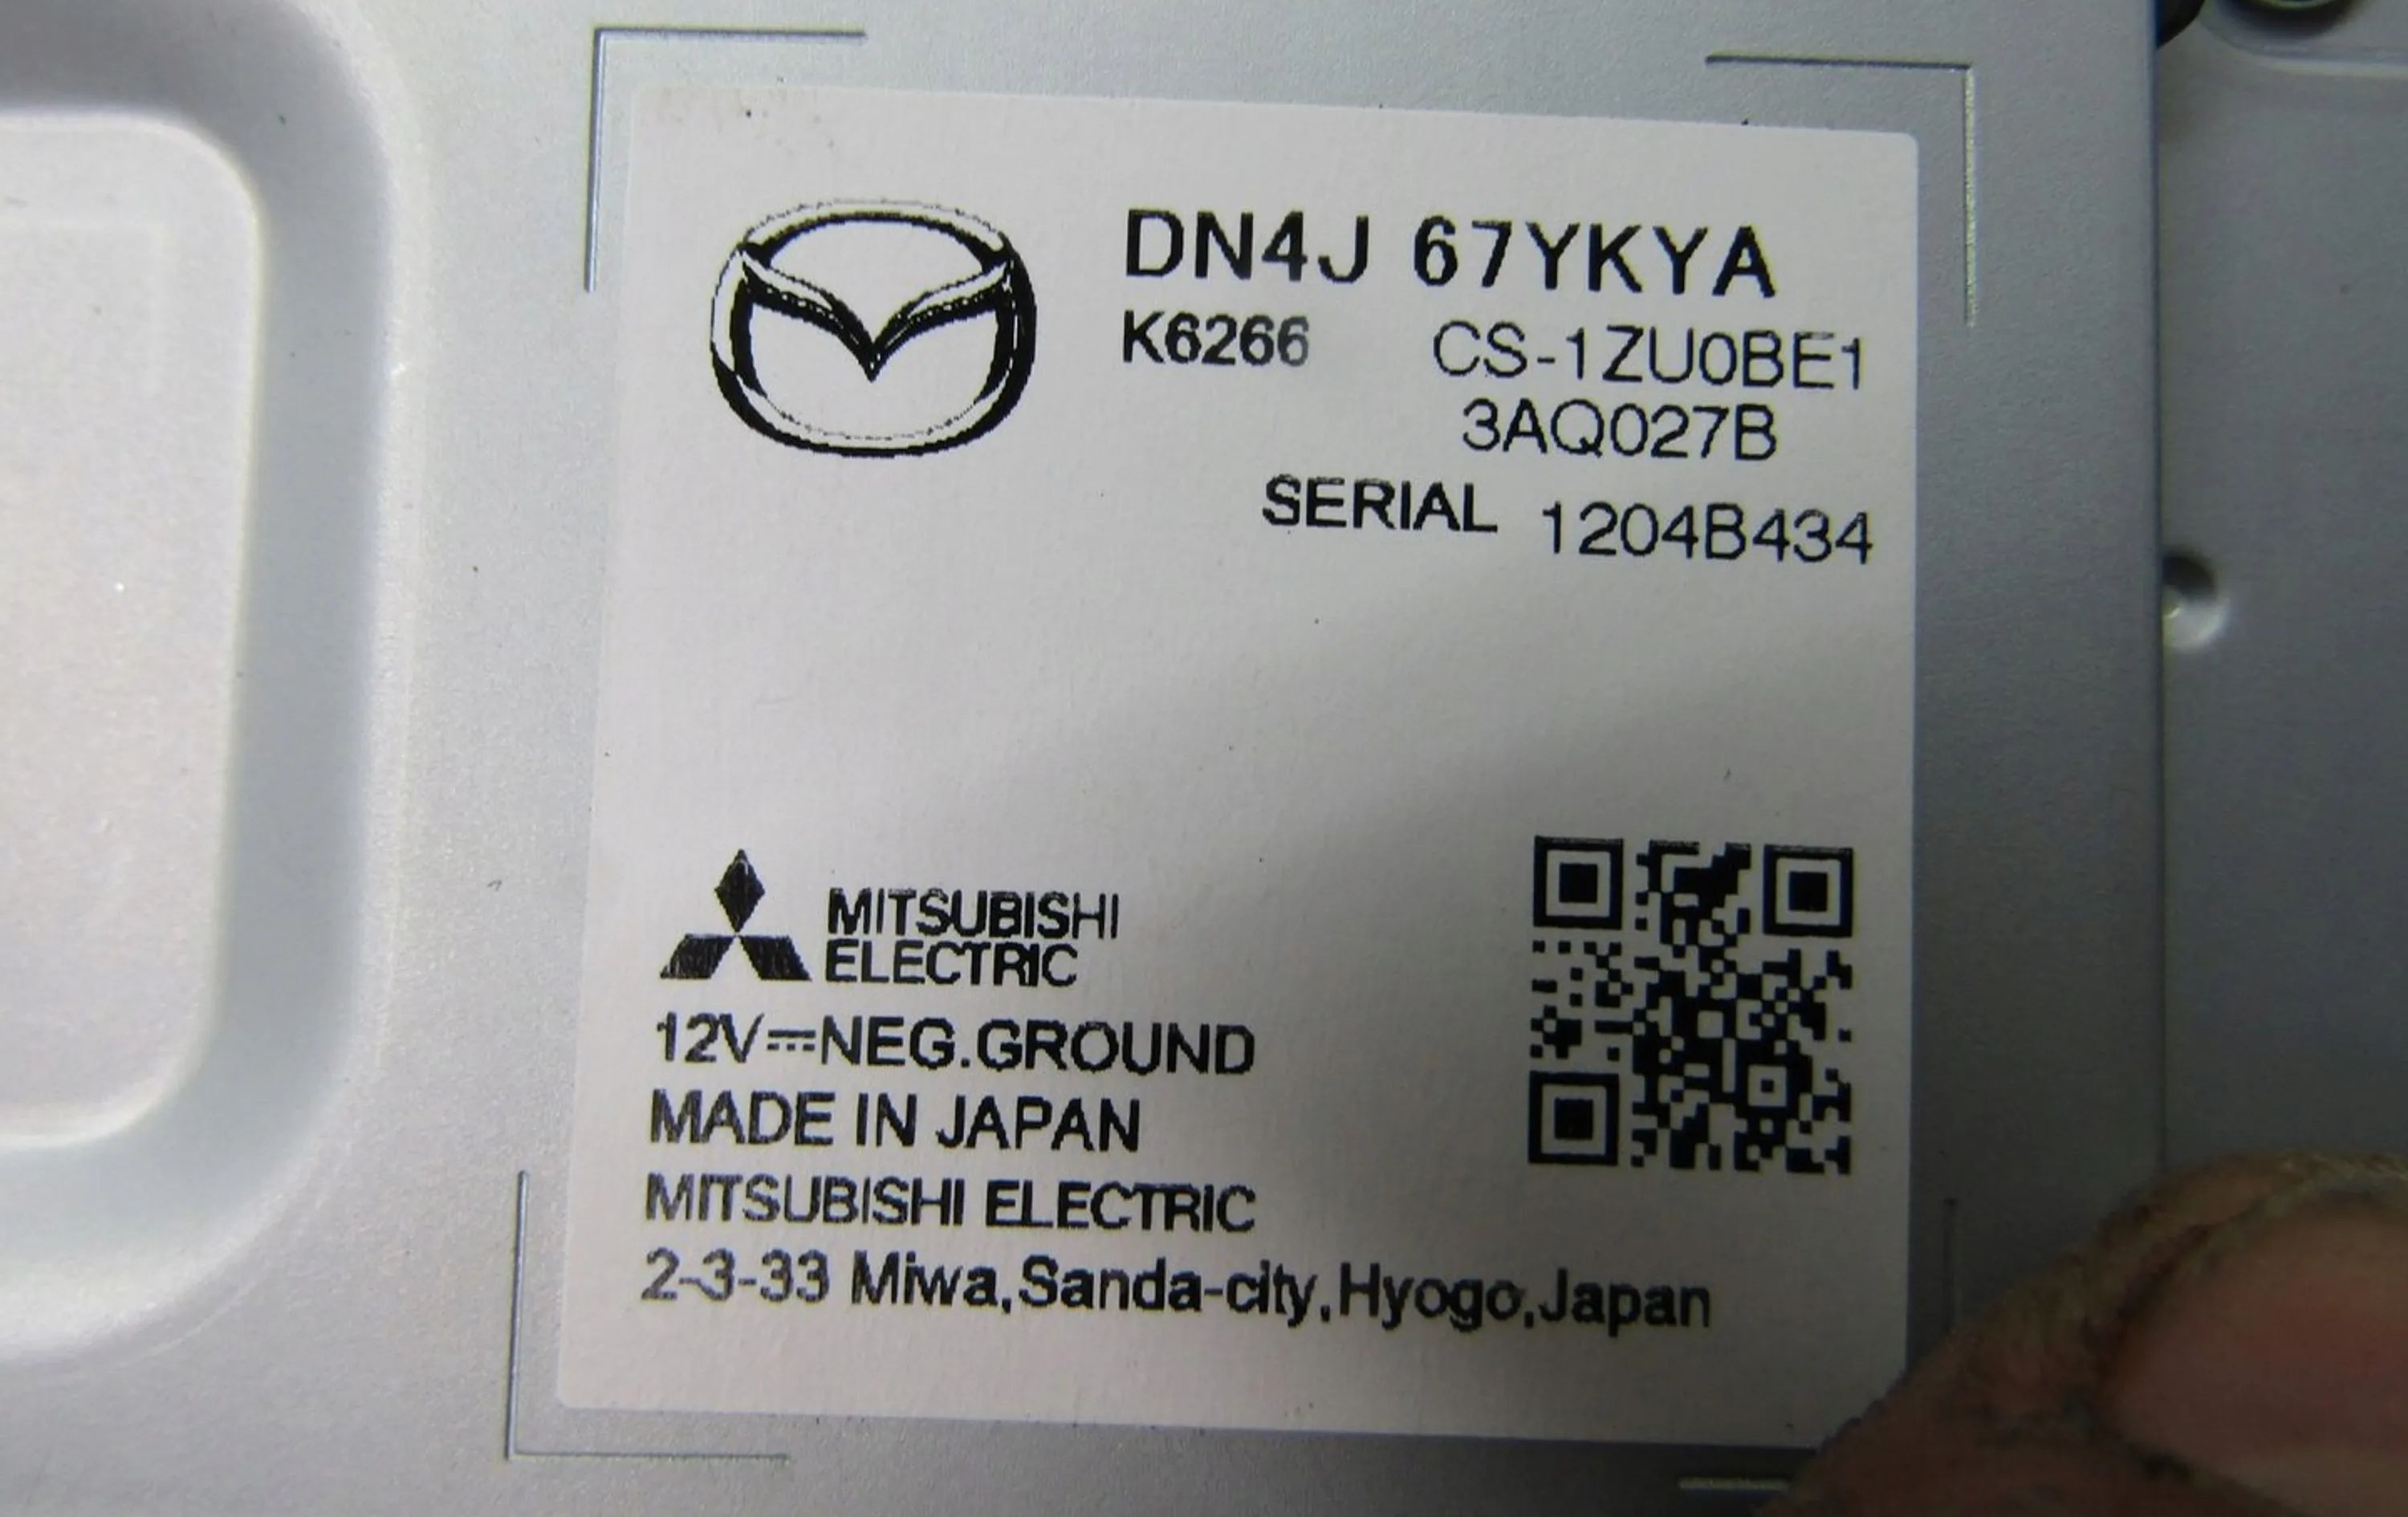 DN4J 67YKYA
K6266 CS-1ZU0BE1
3AQ027B
SERIAL 1204B434
MITSUBISHI
ELECTRIC
12V⎓NEG.GROUND
MADE IN JAPAN
MITSUBISHI ELECTRIC
2-3-33 Miwa,Sanda-city,Hyogo,Japan